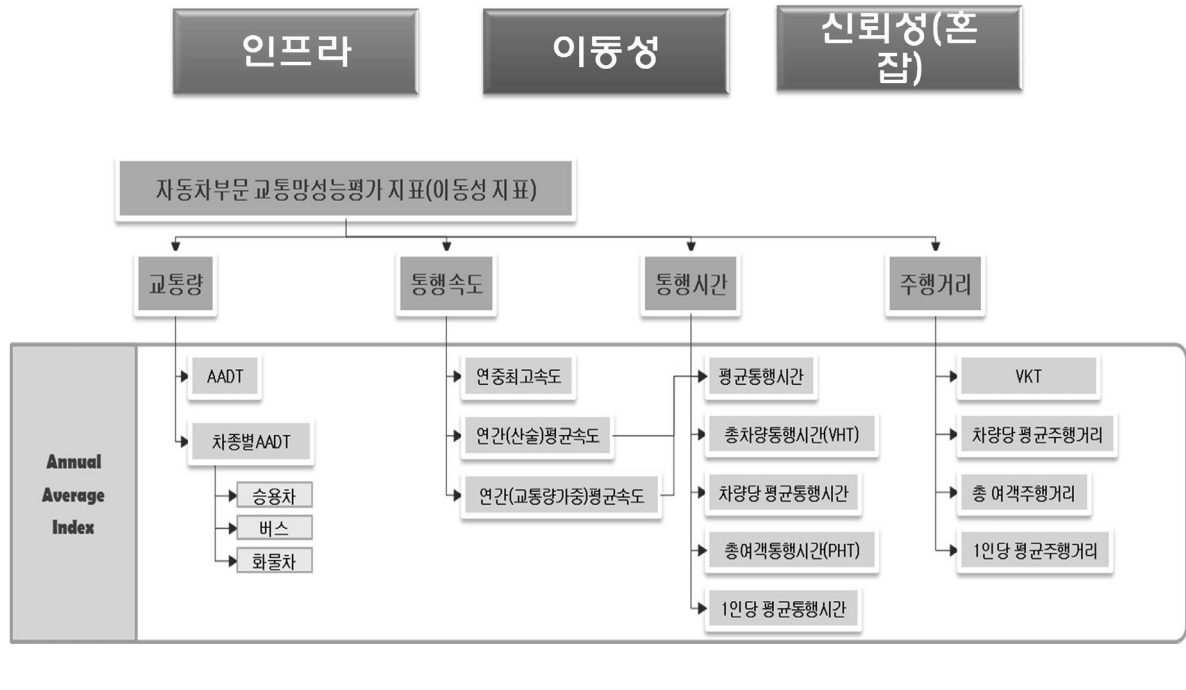 인프라
이동성
신뢰성(혼
잡)
자동차부문 교통망성능평가 지표(이동성 지표)
교통량
통행속도
통행시간
주행거리
Annual
Average
Index
AADT
차종별AADT
승용차
버스
화물차
연중최고속도
연간(산술)평균속도
연간(교통량가중)평균속도
평균통행시간
총차량통행시간(VHT)
차량당 평균통행시간
총여객통행시간(PHT)
1인당 평균통행시간
VKT
차량당 평균주행거리
총 여객주행거리
1인당 평균주행거리